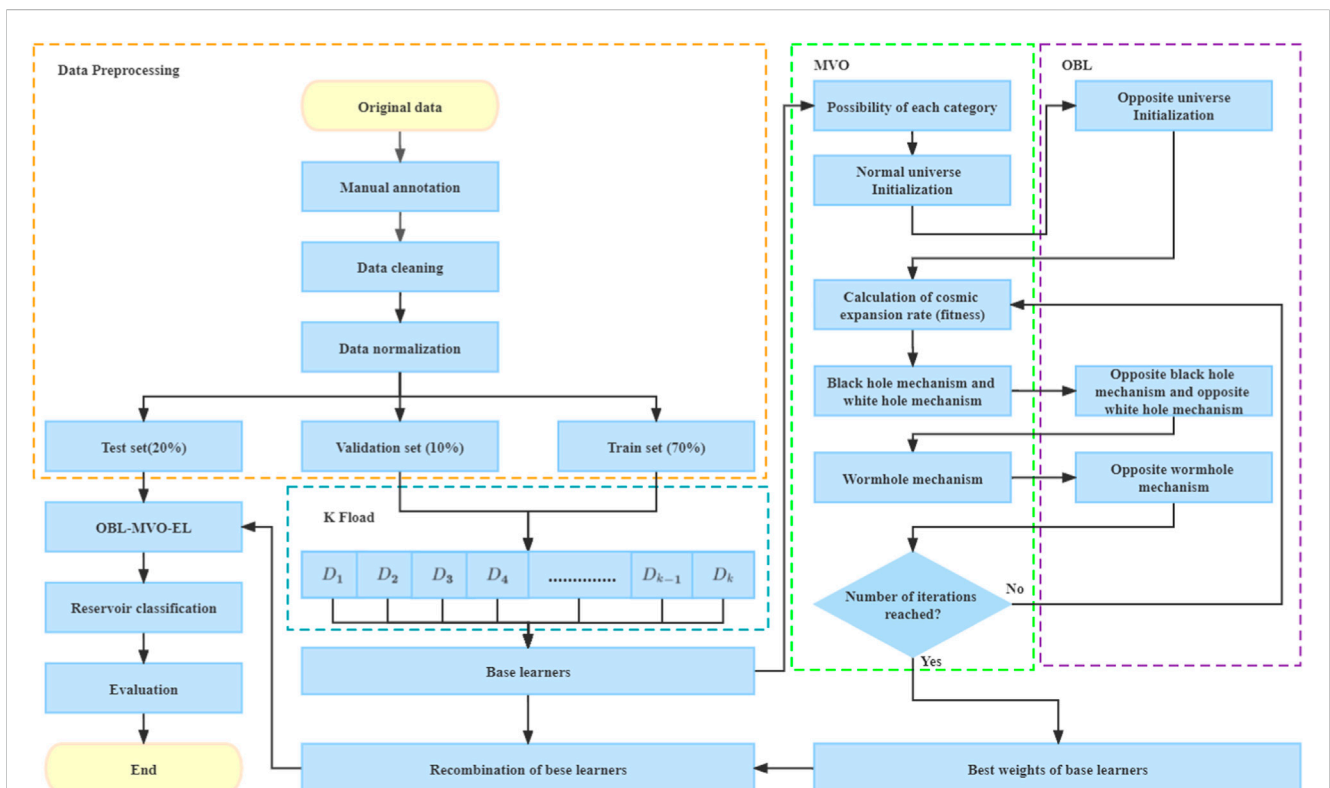 Data Preprocessing
Original data
Manual annotation
Data cleaning
Data normalization
Test set(20%)
Validation set (10%)
Train set (70%)
OBL-MVO-EL
Reservoir classification
Evaluation
End
K Fload
D₁
D₂
D₃
D₄
..............
Dₖ₋₁
Dₖ
Base learners
Recombination of bese learners
MVO
Possibility of each category
Normal universe
Initialization
Calculation of cosmic
expansion rate (fitness)
Black hole mechanism and
white hole mechanism
Wormhole mechanism
Number of iterations
reached?
No
Yes
Best weights of base learners
OBL
Opposite universe
Initialization
Opposite black hole
mechanism and opposite
white hole mechanism
Opposite wormhole
mechanism